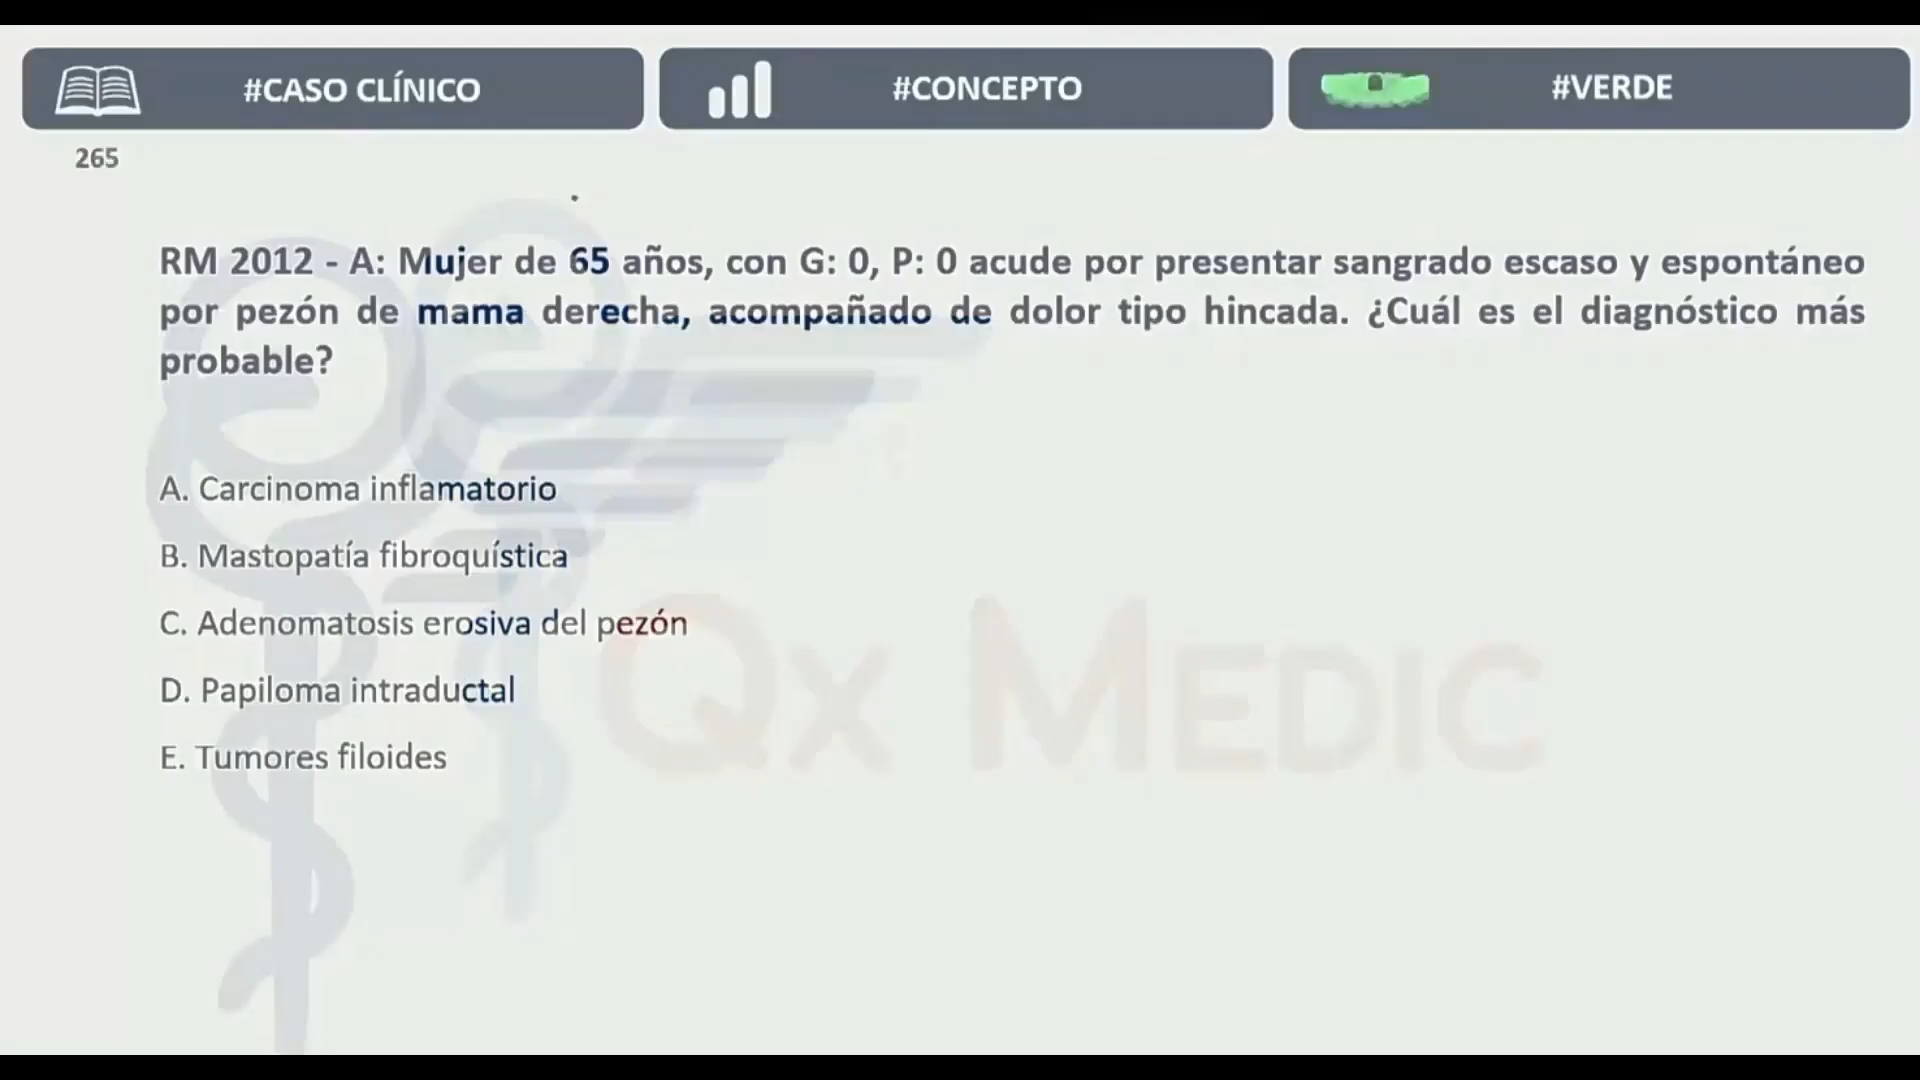 #CASO CLÍNICO
#CONCEPTO
#VERDE
265
RM 2012 - A: Mujer de 65 años, con G: 0, P: 0 acude por presentar sangrado escaso y espontáneo
por pezón de mama derecha, acompañado de dolor tipo hincada. ¿Cuál es el diagnóstico más
probable?
A. Carcinoma inflamatorio
B. Mastopatía fibroquística
C. Adenomatosis erosiva del pezón
D. Papiloma intraductal
E. Tumores filoides
QX MEDIC